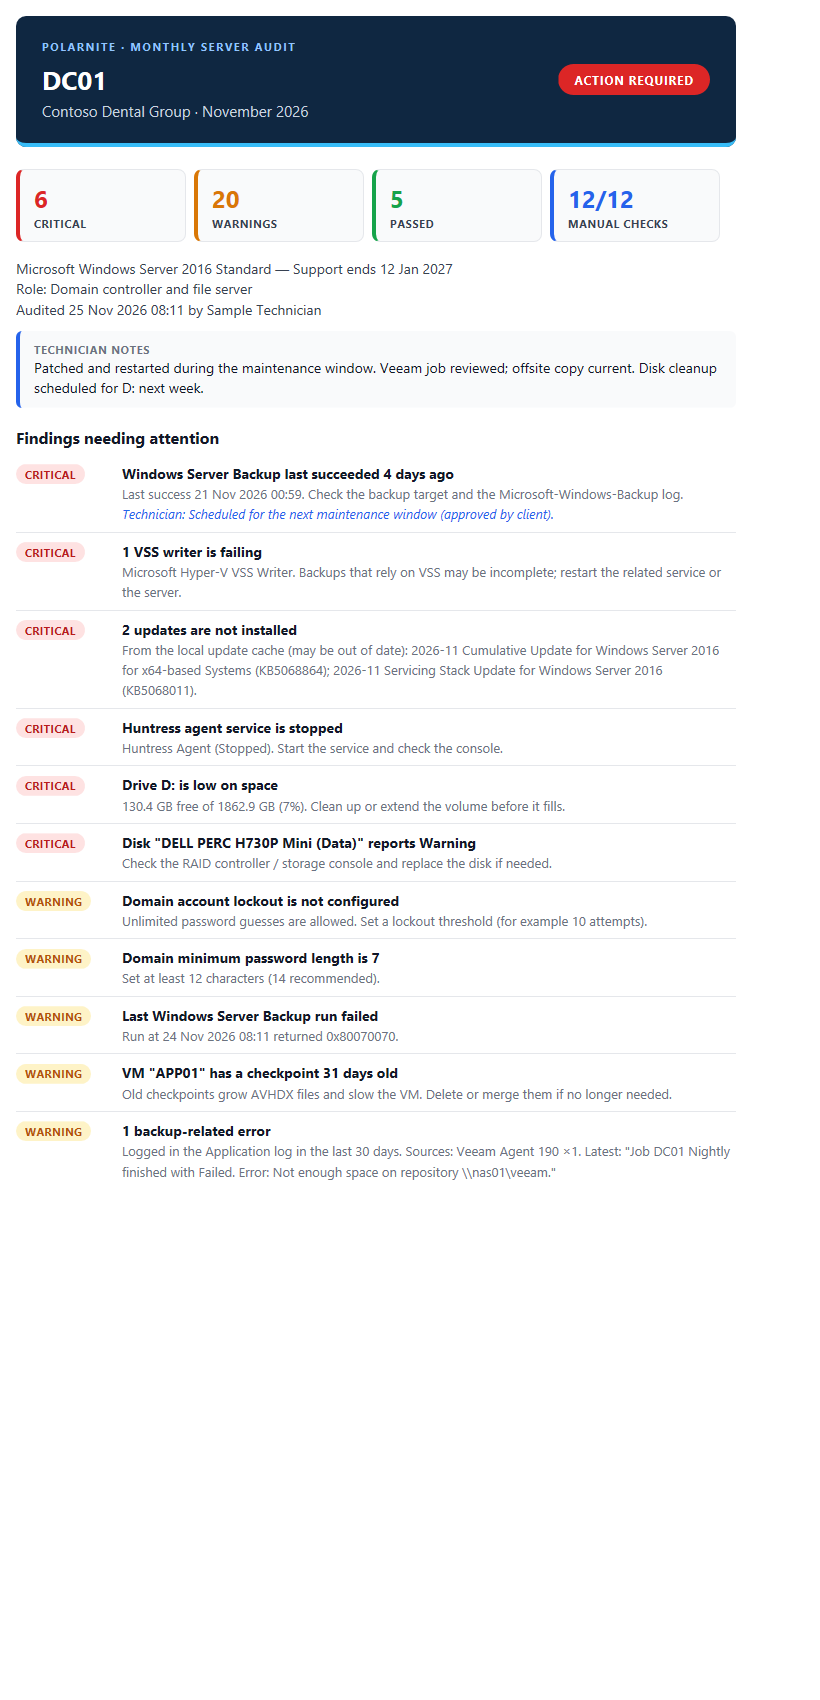 POLARNITE · MONTHLY SERVER AUDIT
DC01
ACTION REQUIRED
Contoso Dental Group · November 2026
6
CRITICAL
20
WARNINGS
5
PASSED
12/12
MANUAL CHECKS
Microsoft Windows Server 2016 Standard — Support ends 12 Jan 2027
Role: Domain controller and file server
Audited 25 Nov 2026 08:11 by Sample Technician
TECHNICIAN NOTES
Patched and restarted during the maintenance window. Veeam job reviewed; offsite copy current. Disk cleanup
scheduled for D: next week.
Findings needing attention
CRITICAL
Windows Server Backup last succeeded 4 days ago
Last success 21 Nov 2026 00:59. Check the backup target and the Microsoft-Windows-Backup log.
Technician: Scheduled for the next maintenance window (approved by client).
CRITICAL
1 VSS writer is failing
Microsoft Hyper-V VSS Writer. Backups that rely on VSS may be incomplete; restart the related service or
the server.
CRITICAL
2 updates are not installed
From the local update cache (may be out of date): 2026-11 Cumulative Update for Windows Server 2016
for x64-based Systems (KB5068864); 2026-11 Servicing Stack Update for Windows Server 2016
(KB5068011).
CRITICAL
Huntress agent service is stopped
Huntress Agent (Stopped). Start the service and check the console.
CRITICAL
Drive D: is low on space
130.4 GB free of 1862.9 GB (7%). Clean up or extend the volume before it fills.
CRITICAL
Disk "DELL PERC H730P Mini (Data)" reports Warning
Check the RAID controller / storage console and replace the disk if needed.
WARNING
Domain account lockout is not configured
Unlimited password guesses are allowed. Set a lockout threshold (for example 10 attempts).
WARNING
Domain minimum password length is 7
Set at least 12 characters (14 recommended).
WARNING
Last Windows Server Backup run failed
Run at 24 Nov 2026 08:11 returned 0x80070070.
WARNING
VM "APP01" has a checkpoint 31 days old
Old checkpoints grow AVHDX files and slow the VM. Delete or merge them if no longer needed.
WARNING
1 backup-related error
Logged in the Application log in the last 30 days. Sources: Veeam Agent 190 ×1. Latest: "Job DC01 Nightly
finished with Failed. Error: Not enough space on repository \\nas01\veeam."